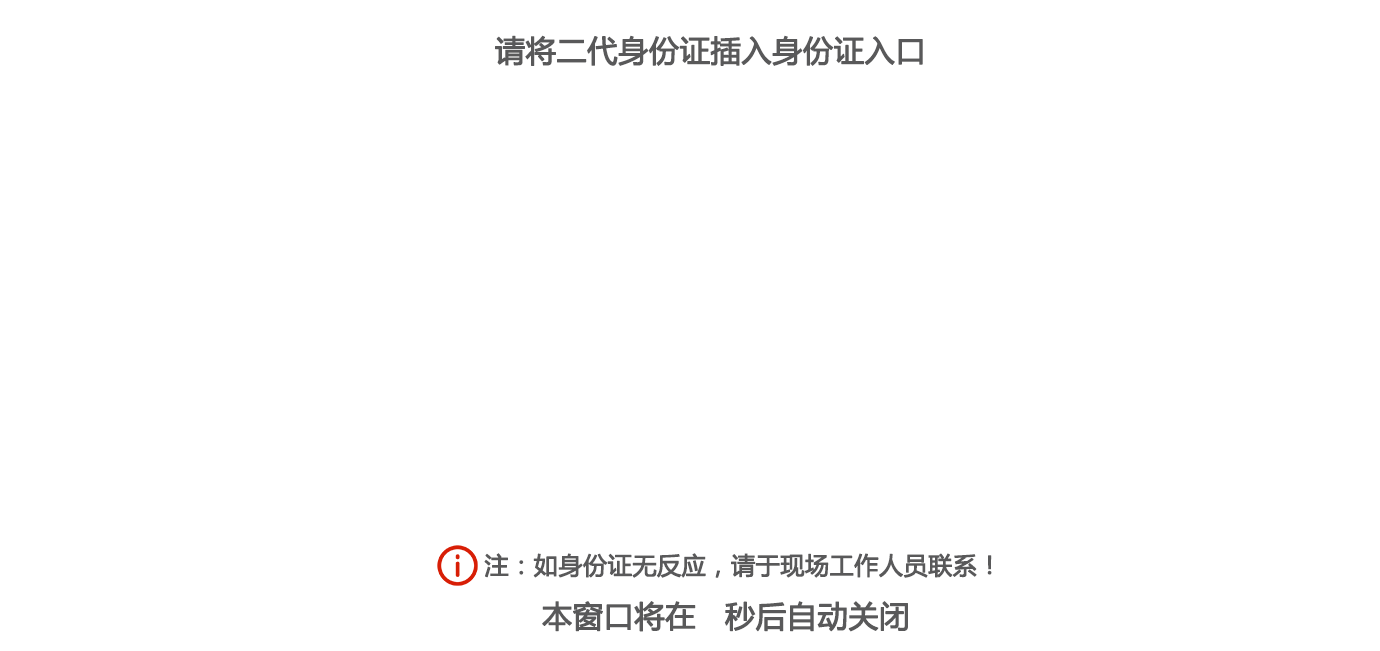 请将二代身份证插入身份证入口
注：如身份证无反应，请于现场工作人员联系！
本窗口将在 秒后自动关闭